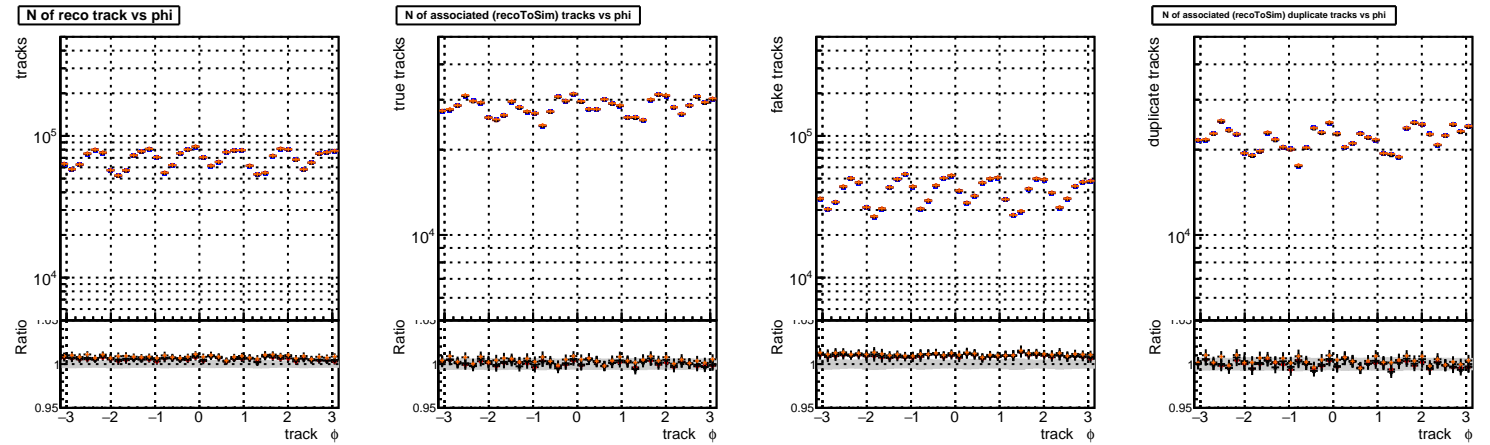 N of reco track vs phi
tracks
10^5
10^4
Ratio
1
0.95
−3 −2 −1 0 1 2 3
track ϕ
N of associated (recoToSim) tracks vs phi
true tracks
10^4
Ratio
1
0.95
−3 −2 −1 0 1 2 3
track ϕ
fake tracks
10^5
10^4
Ratio
1
0.95
−3 −2 −1 0 1 2 3
track ϕ
N of associated (recoToSim) duplicate tracks vs phi
duplicate tracks
10^4
Ratio
1
0.95
−3 −2 −1 0 1 2 3
track ϕ